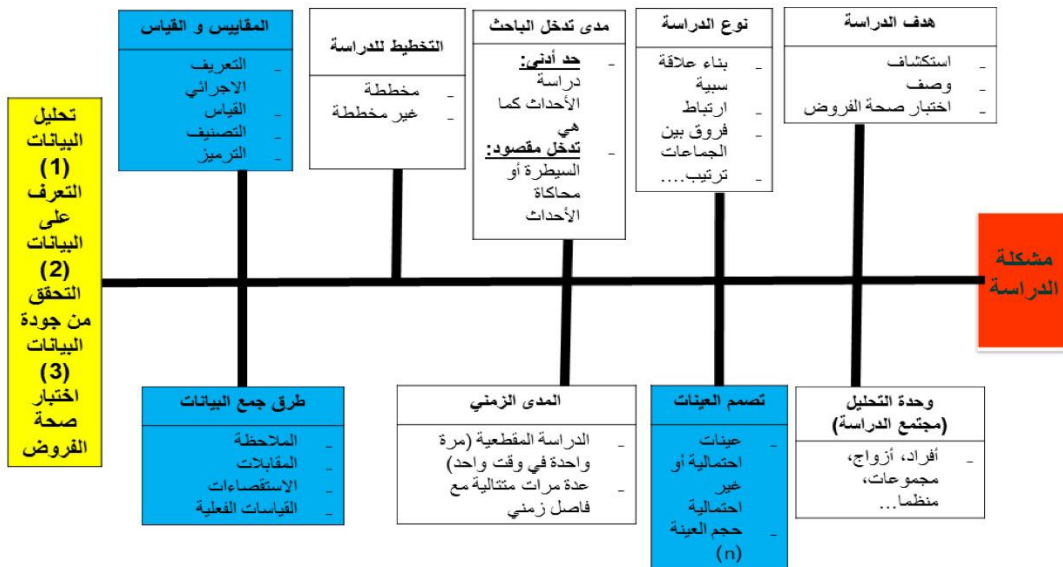 هدف الدراسة
_ استكشاف
_ وصف
_ اختبار صحة الفروض
نوع الدراسة
_ بناء علاقة
سببية
_ ارتباط
_ فروق بين
الجماعات
_ ترتيب....
مدى تدخل الباحث
_ حد أدنى:
دراسة
الأحداث كما
هي
_ تدخل مقصود:
السيطرة أو
محاكاة
الأحداث
التخطيط للدراسة
_ مخططة
_ غير مخططة
المقاييس و القياس
_ التعريف
الاجرائي
_ القياس
_ التصنيف
_ الترميز
مشكلة
الدراسة
وحدة التحليل
(مجتمع الدراسة)
_ أفراد، أزواج،
مجموعات،
منظما...
تصمم العينات
_ عينات
احتمالية أو
غير
احتمالية
_ حجم العينة
(n)
المدى الزمني
_ الدراسة المقطعية (مرة
واحدة في وقت واحد)
_ عدة مرات متتالية مع
فاصل زمني
طرق جمع البيانات
_ الملاحظة
_ المقابلات
_ الاستقصاءات
_ القياسات الفعلية
تحليل
البيانات
(1)
التعرف
على
البيانات
(2)
التحقق
من جودة
البيانات
(3)
اختبار
صحة
الفروض